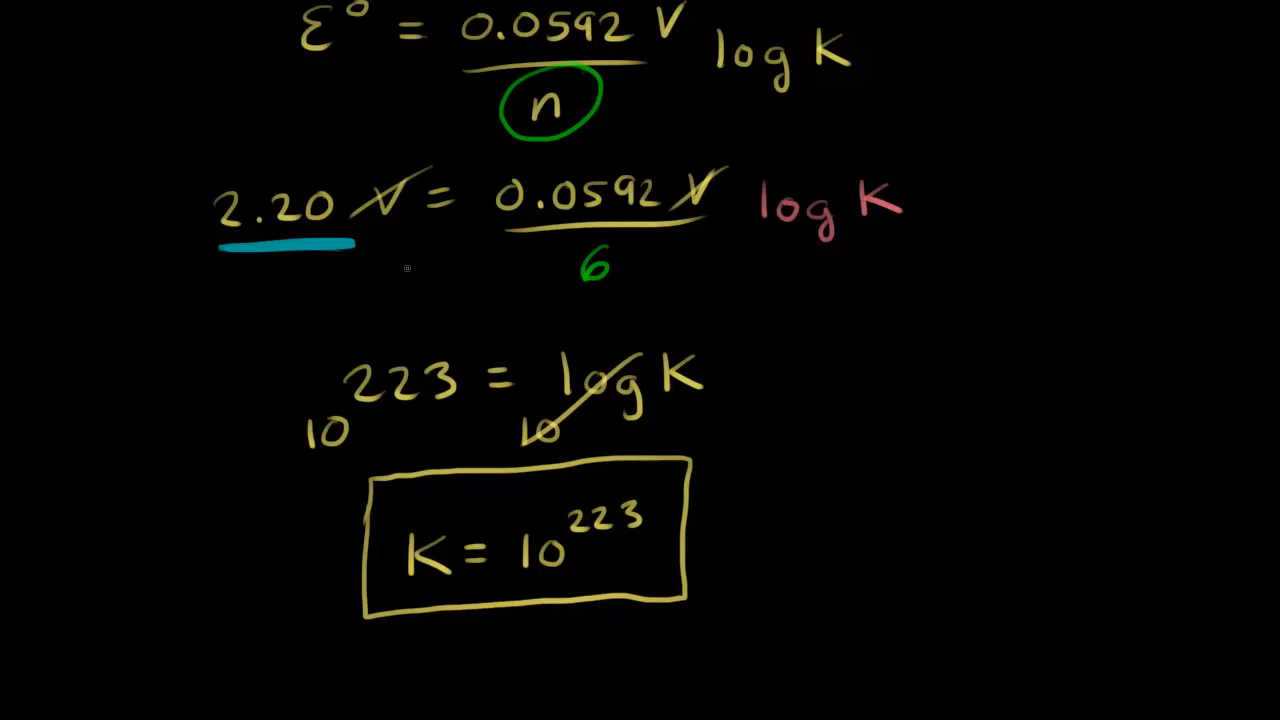 Ɛ° = 0.0592 V / n log K
2.20 V = 0.0592 V / 6 log K
10^223 = 10^log K
K = 10^223